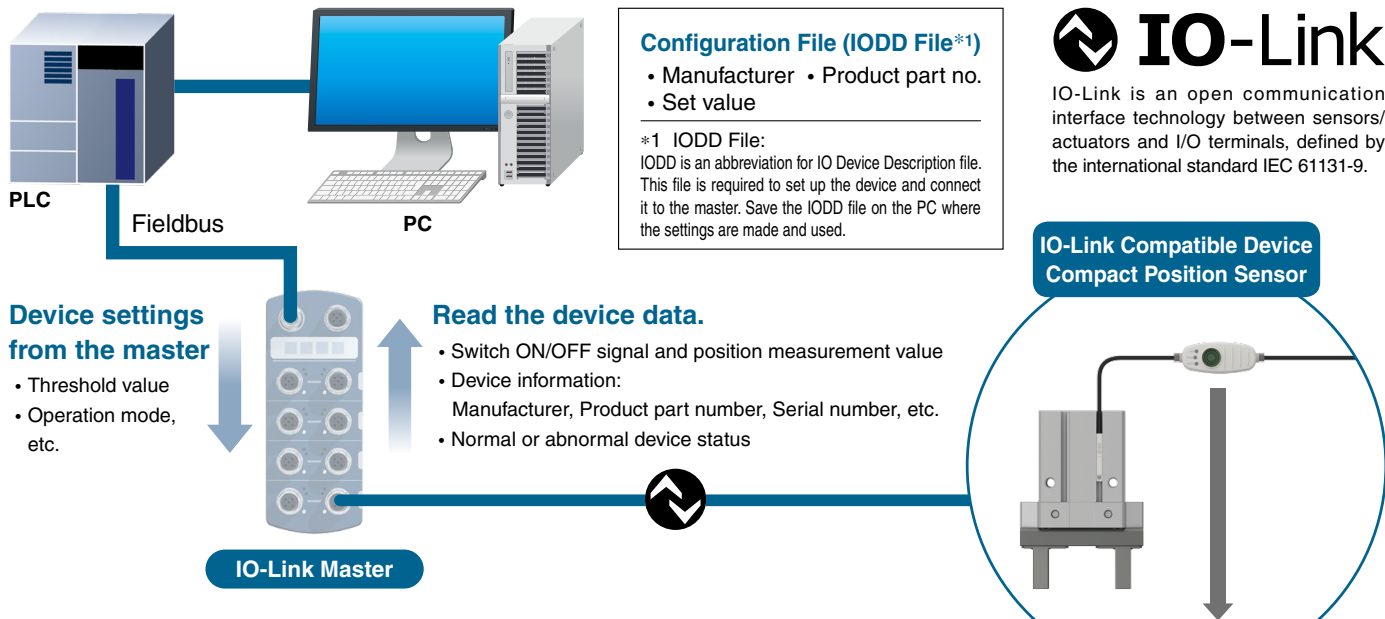 PLC
Fieldbus
PC
Configuration File (IODD File*1)
• Manufacturer • Product part no.
• Set value
*1 IODD File:
IODD is an abbreviation for IO Device Description file.
This file is required to set up the device and connect
it to the master. Save the IODD file on the PC where
the settings are made and used.
IO-Link
IO-Link is an open communication
interface technology between sensors/
actuators and I/O terminals, defined by
the international standard IEC 61131-9.
Device settings
from the master
• Threshold value
• Operation mode,
etc.
Read the device data.
• Switch ON/OFF signal and position measurement value
• Device information:
Manufacturer, Product part number, Serial number, etc.
• Normal or abnormal device status
IO-Link Master
IO-Link Compatible Device
Compact Position Sensor